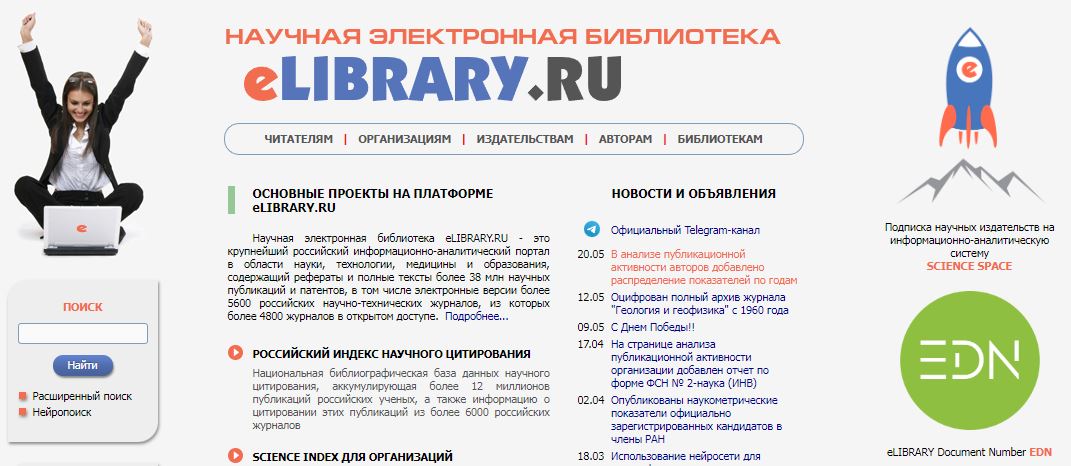 НАУЧНАЯ ЭЛЕКТРОННАЯ БИБЛИОТЕКА
eLIBRARY.RU
ЧИТАТЕЛЯМ | ОРГАНИЗАЦИЯМ | ИЗДАТЕЛЬСТВАМ | АВТОРАМ | БИБЛИОТЕКАМ
e
ПОИСК
Найти
Расширенный поиск
Нейропоиск
ОСНОВНЫЕ ПРОЕКТЫ НА ПЛАТФОРМЕ
eLIBRARY.RU
Научная электронная библиотека eLIBRARY.RU - это
крупнейший российский информационно-аналитический портал
в области науки, технологии, медицины и образования,
содержащий рефераты и полные тексты более 38 млн научных
публикаций и патентов, в том числе электронные версии более
5600 российских научно-технических журналов, из которых
более 4800 журналов в открытом доступе. Подробнее...
РОССИЙСКИЙ ИНДЕКС НАУЧНОГО ЦИТИРОВАНИЯ
Национальная библиографическая база данных научного
цитирования, аккумулирующая более 12 миллионов
публикаций российских ученых, а также информацию о
цитировании этих публикаций из более 6000 российских
журналов
SCIENCE INDEX ДЛЯ ОРГАНИЗАЦИЙ
НОВОСТИ И ОБЪЯВЛЕНИЯ
Официальный Telegram-канал
20.05 В анализе публикационной
активности авторов добавлено
распределение показателей по годам
12.05 Оцифрован полный архив журнала
"Геология и геофизика" с 1960 года
09.05 С Днем Победы!!
17.04 На странице анализа
публикационной активности
организации добавлен отчет по
форме ФСН № 2-наука (ИНВ)
02.04 Опубликованы наукометрические
показатели официально
зарегистрированных кандидатов в
члены РАН
18.03 Использование нейросети для
e
Подписка научных издательств на
информационно-аналитическую
систему
SCIENCE SPACE
EDN
eLIBRARY Document Number EDN